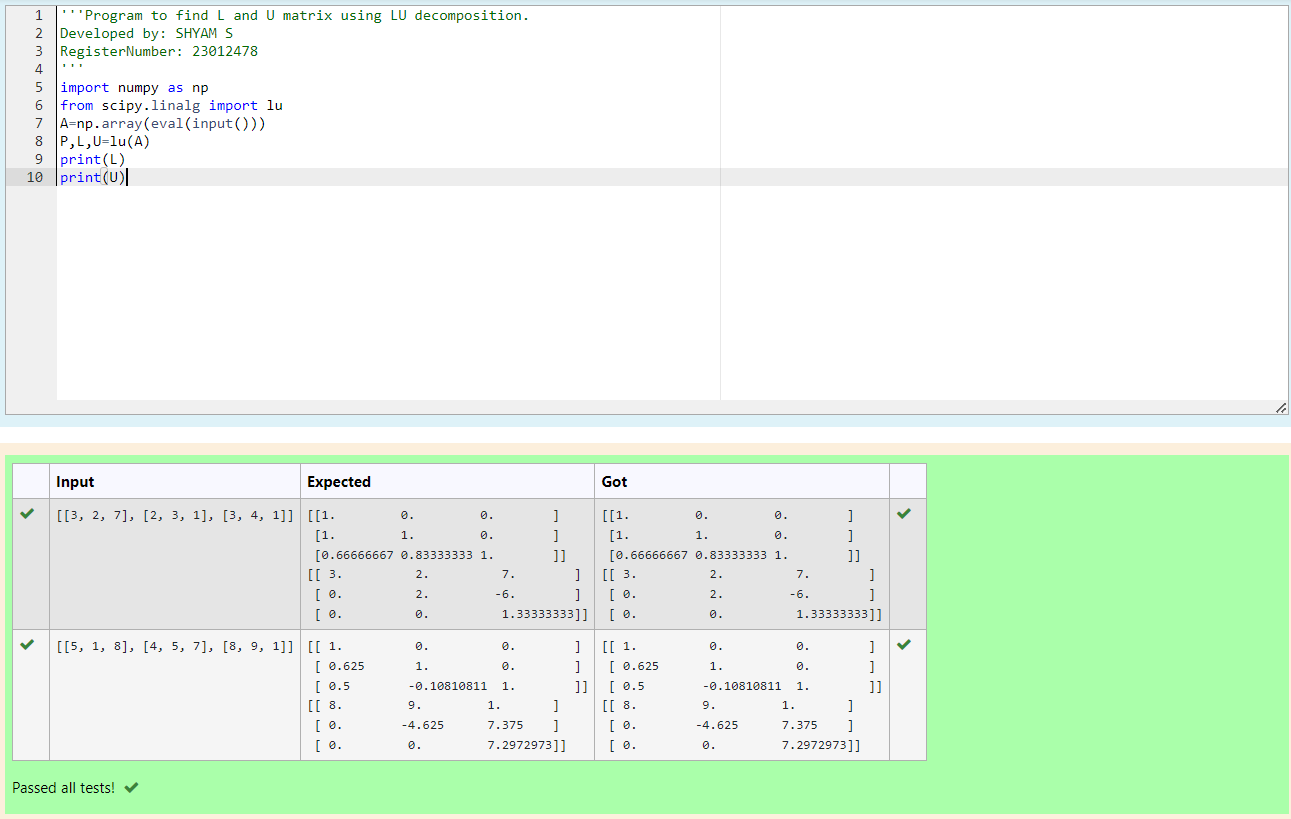 1 '''Program to find L and U matrix using LU decomposition.
2 Developed by: SHYAM S
3 RegisterNumber: 23012478
4 '''
5 import numpy as np
6 from scipy.linalg import lu
7 A=np.array(eval(input()))
8 P,L,U=lu(A)
9 print(L)
10 print(U)
Input Expected Got
[[3, 2, 7], [2, 3, 1], [3, 4, 1]] [[1. 0. 0. ] [[1. 0. 0. ]
[1. 1. 0. ] [1. 1. 0. ]
[0.66666667 0.83333333 1. ]] [0.66666667 0.83333333 1. ]]
[[ 3. 2. 7. ] [[ 3. 2. 7. ]
[ 0. 2. -6. ] [ 0. 2. -6. ]
[ 0. 0. 1.33333333]] [ 0. 0. 1.33333333]]
[[5, 1, 8], [4, 5, 7], [8, 9, 1]] [[ 1. 0. 0. ] [[ 1. 0. 0. ]
[ 0.625 1. 0. ] [ 0.625 1. 0. ]
[ 0.5 -0.10810811 1. ]] [ 0.5 -0.10810811 1. ]]
[[ 8. 9. 1. ] [[ 8. 9. 1. ]
[ 0. -4.625 7.375 ] [ 0. -4.625 7.375 ]
[ 0. 0. 7.2972973]] [ 0. 0. 7.2972973]]
Passed all tests!